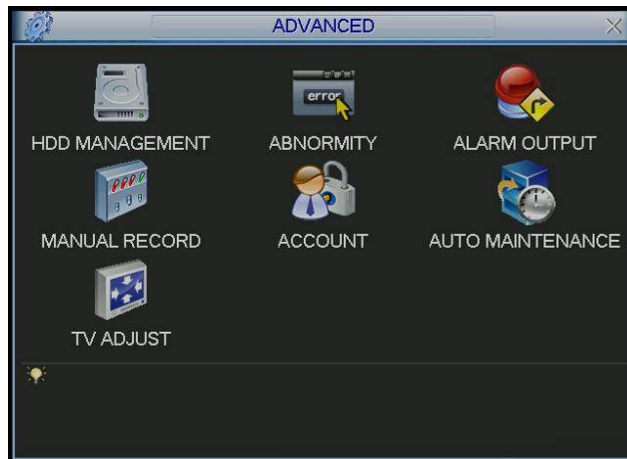 ADVANCED
error
HDD MANAGEMENT ABNORMITY ALARM OUTPUT
MANUAL RECORD ACCOUNT AUTO MAINTENANCE
TV ADJUST